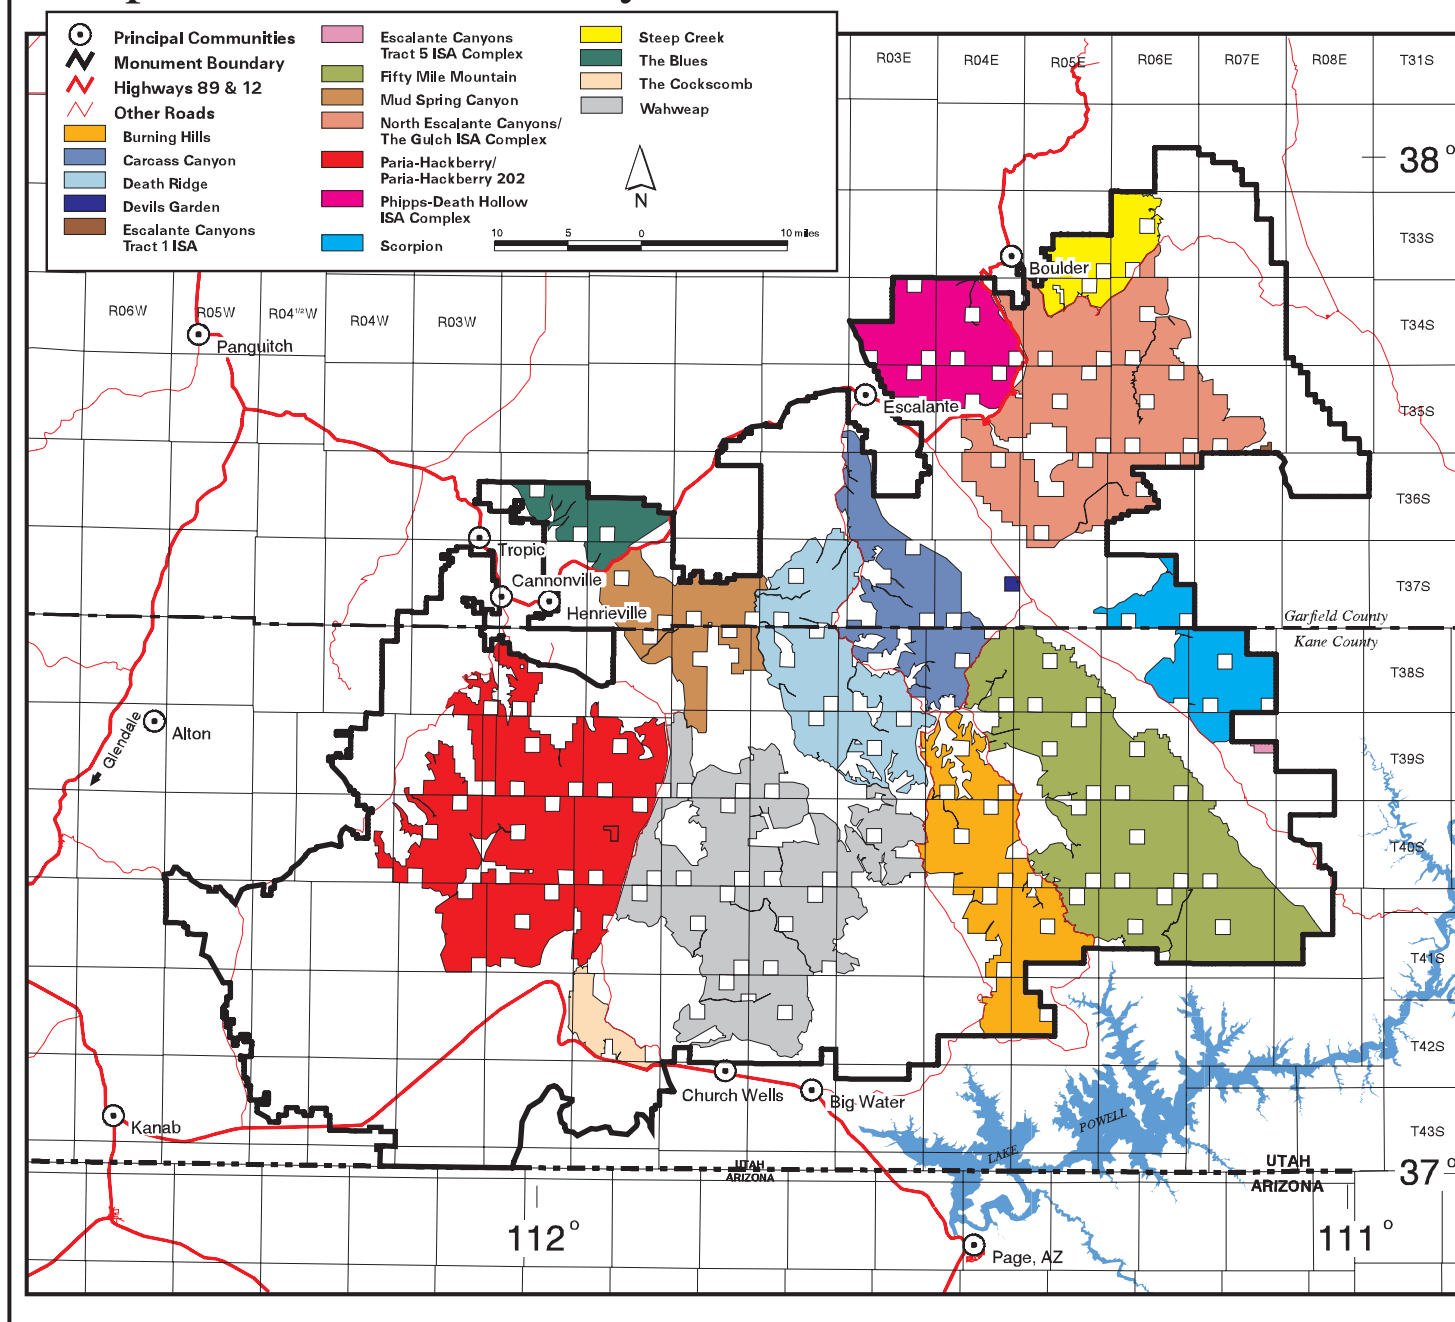 Principal Communities
Monument Boundary
Highways 89 & 12
Other Roads
Burning Hills
Carcass Canyon
Death Ridge
Devils Garden
Escalante Canyons
Tract 1 ISA
Escalante Canyons
Tract 5 ISA Complex
Fifty Mile Mountain
Mud Spring Canyon
North Escalante Canyons/
The Gulch ISA Complex
Paria-Hackberry/
Paria-Hackberry 202
Phipps-Death Hollow
ISA Complex
Scorpion
Steep Creek
The Blues
The Cockscomb
Wahweap
N
10 5 0 10 miles
R03E R04E R05E R06E R07E R08E T31S
38°
T33S
Boulder
R06W R05W R04 1/2W R04W R03W
T34S
Panguitch
Escalante
T35S
T36S
Tropic
Cannonville
Henrieville
T37S
Garfield County
Kane County
T38S
Alton
Glendale
T39S
T40S
T41S
T42S
Church Wells
Big Water
Kanab
LAKE
POWELL
T43S
UTAH
ARIZONA
UTAH
ARIZONA
37°
112°
111°
Page, AZ